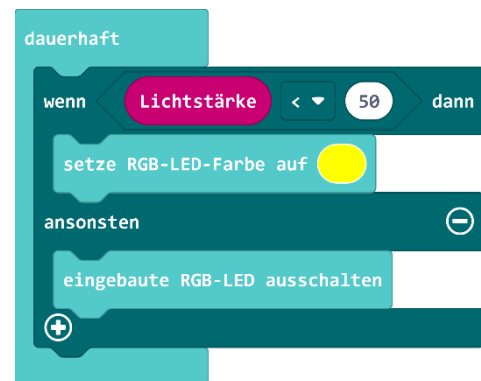 dauerhaft
wenn Lichtstärke < 50 dann
setze RGB-LED-Farbe auf
ansonsten
eingebaute RGB-LED ausschalten